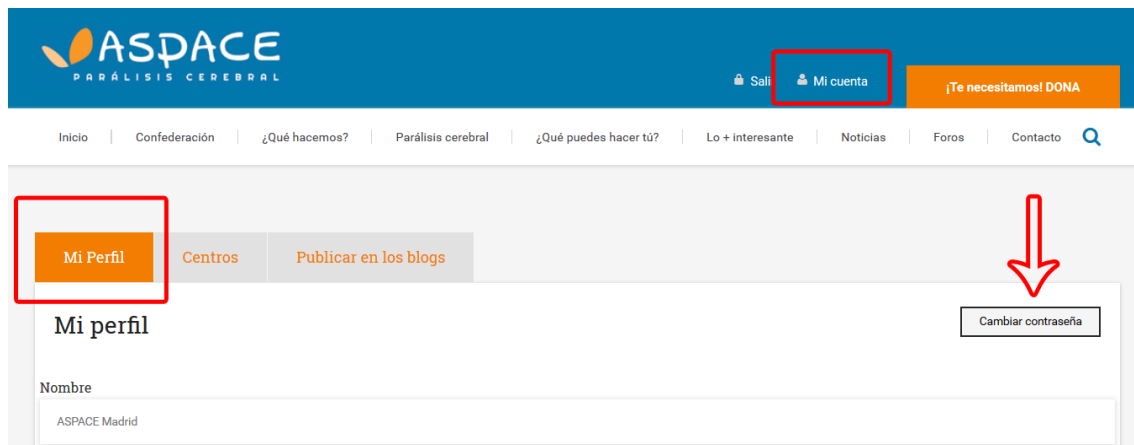 ASPACE
PARÁLISIS CEREBRAL
Sali Mi cuenta ¡Te necesitamos! DONA
Inicio Confederación ¿Qué hacemos? Parálisis cerebral ¿Qué puedes hacer tú? Lo + interesante Noticias Foros Contacto
Mi Perfil Centros Publicar en los blogs
Mi perfil Cambiar contraseña
Nombre
ASPACE Madrid